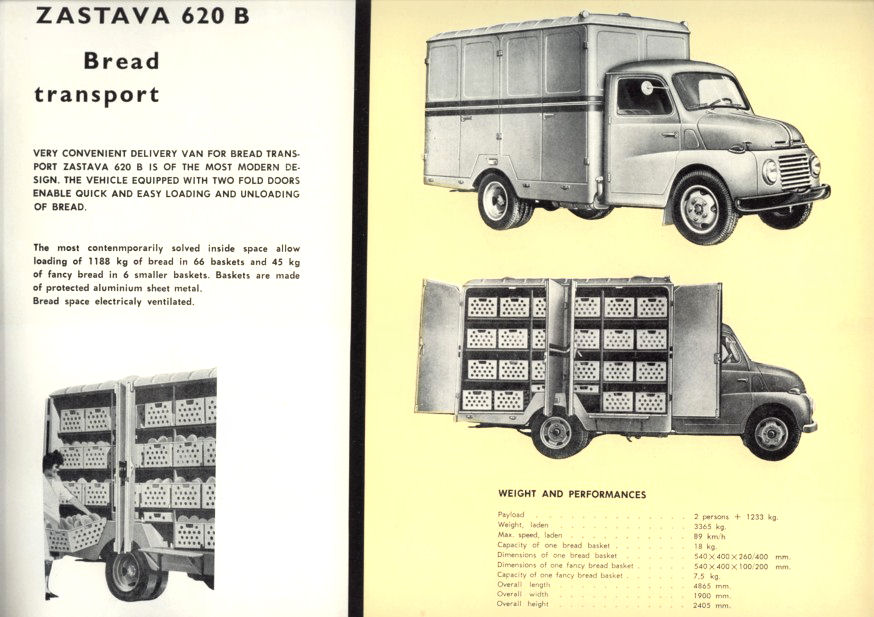 ZASTAVA 620 B
Bread
transport
VERY CONVENIENT DELIVERY VAN FOR BREAD TRANS-
PORT ZASTAVA 620 B IS OF THE MOST MODERN DE-
SIGN. THE VEHICLE EQUIPPED WITH TWO FOLD DOORS
ENABLE QUICK AND EASY LOADING AND UNLOADING
OF BREAD.
The most contenmporarily solved inside space allow
loading of 1188 kg of bread in 66 baskets and 45 kg
of fancy bread in 6 smaller baskets. Baskets are made
of protected aluminium sheet metal.
Bread space electricaly ventilated.
WEIGHT AND PERFORMANCES
Payload . . . . . . . . . . . . . . . 2 persons + 1233 kg.
Weight, laden . . . . . . . . . . . . 3365 kg.
Max. speed, laden . . . . . . . . . . 89 km/h
Capacity of one bread basket . . . . . . 18 kg.
Dimensions of one bread basket . . . . . 540×400×260/400 mm.
Dimensions of one fancy bread basket . . . . 540×400×100/200 mm.
Capacity of one fancy bread basket . . . . . 7,5 kg.
Overall length . . . . . . . . . . . . 4865 mm.
Overall width . . . . . . . . . . . . 1900 mm.
Overall height . . . . . . . . . . . . 2405 mm.